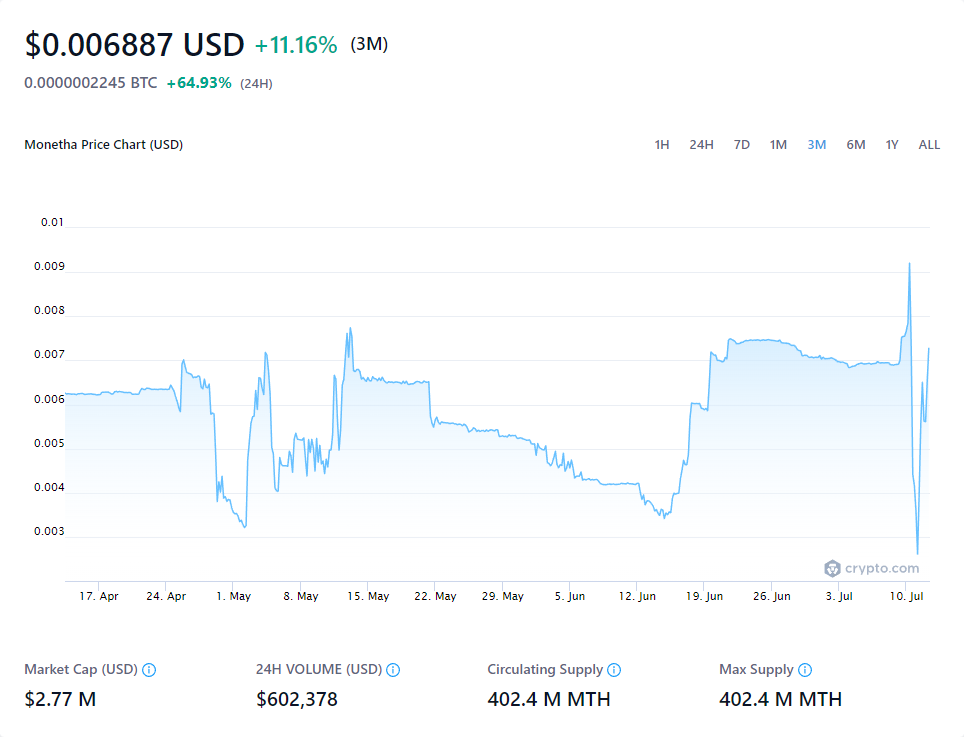 $0.006887 USD +11.16% (3M)
0.0000002245 BTC +64.93% (24H)
Monetha Price Chart (USD) 1H 24H 7D 1M 3M 6M 1Y ALL
0.01
0.009
0.008
0.007
0.006
0.005
0.004
0.003
crypto.com
17. Apr 24. Apr 1. May 8. May 15. May 22. May 29. May 5. Jun 12. Jun 19. Jun 26. Jun 3. Jul 10. Jul
Market Cap (USD) 24H VOLUME (USD) Circulating Supply Max Supply
$2.77 M $602,378 402.4 M MTH 402.4 M MTH